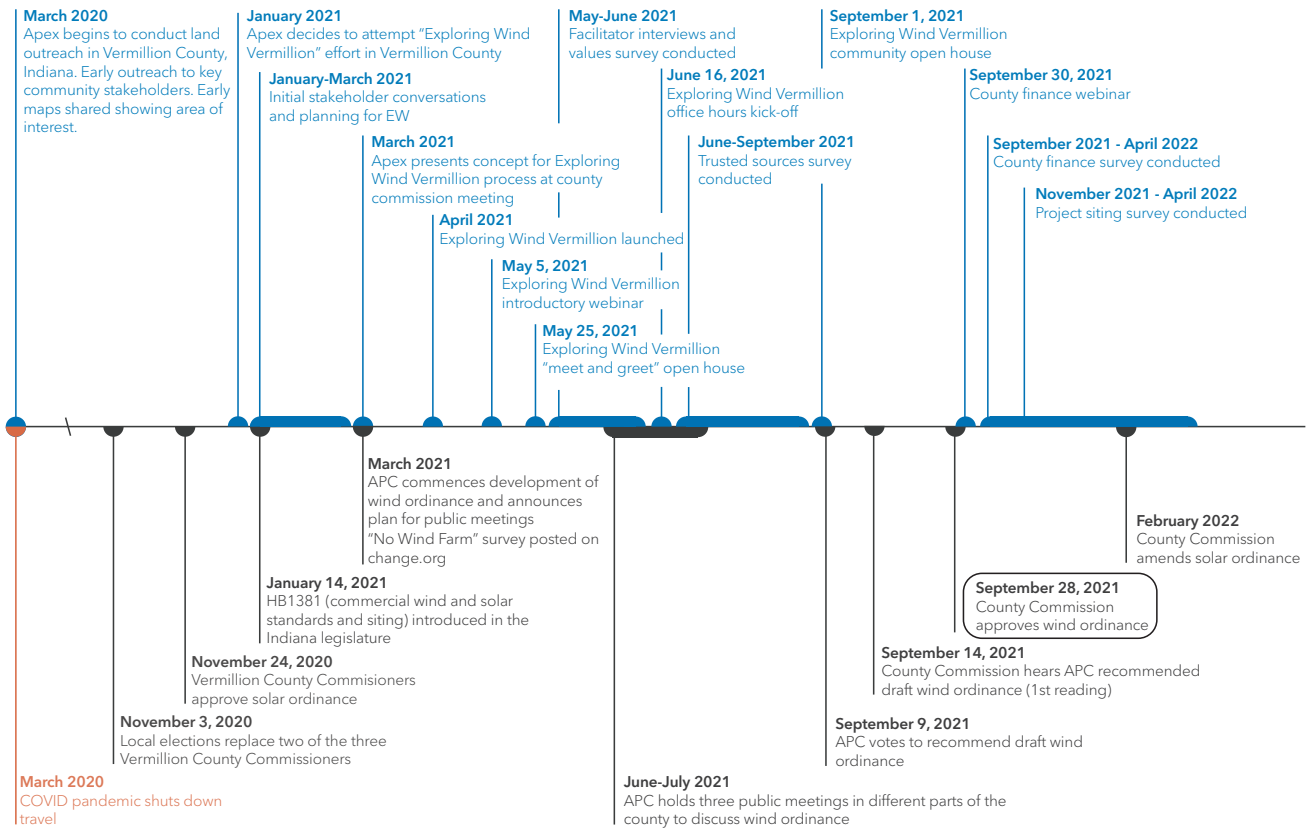 March 2020
Apex begins to conduct land
outreach in Vermillion County,
Indiana. Early outreach to key
community stakeholders. Early
maps shared showing area of
interest.
January 2021
Apex decides to attempt “Exploring Wind
Vermillion” effort in Vermillion County
January-March 2021
Initial stakeholder conversations
and planning for EW
March 2021
Apex presents concept for Exploring
Wind Vermillion process at county
commission meeting
April 2021
Exploring Wind Vermillion launched
May 5, 2021
Exploring Wind Vermillion
introductory webinar
May 25, 2021
Exploring Wind Vermillion
“meet and greet” open house
May-June 2021
Facilitator interviews and
values survey conducted
June 16, 2021
Exploring Wind Vermillion
office hours kick-off
June-September 2021
Trusted sources survey
conducted
September 1, 2021
Exploring Wind Vermillion
community open house
September 30, 2021
County finance webinar
September 2021 - April 2022
County finance survey conducted
November 2021 - April 2022
Project siting survey conducted
March 2021
APC commences development of
wind ordinance and announces
plan for public meetings
“No Wind Farm” survey posted on
change.org
January 14, 2021
HB1381 (commercial wind and solar
standards and siting) introduced in the
Indiana legislature
November 24, 2020
Vermillion County Commisioners
approve solar ordinance
November 3, 2020
Local elections replace two of the three
Vermillion County Commissioners
March 2020
COVID pandemic shuts down
travel
February 2022
County Commission
amends solar ordinance
September 28, 2021
County Commission
approves wind ordinance
September 14, 2021
County Commission hears APC recommended
draft wind ordinance (1st reading)
September 9, 2021
APC votes to recommend draft wind
ordinance
June-July 2021
APC holds three public meetings in different parts of the
county to discuss wind ordinance